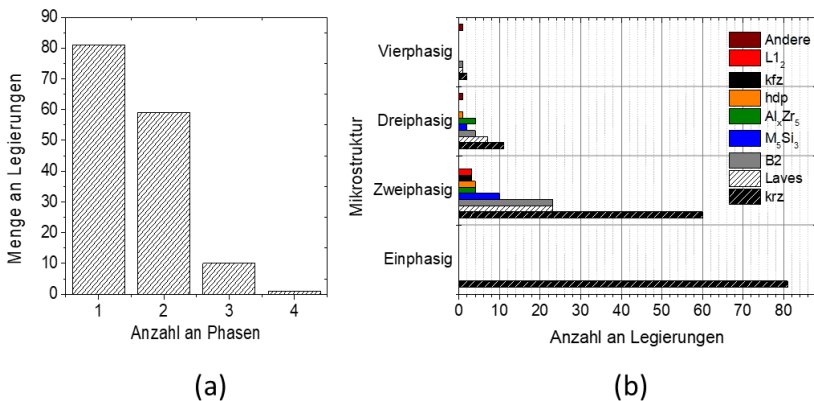 Menge an Legierungen
90
80
70
60
50
40
30
20
10
0
1 2 3 4
Anzahl an Phasen
(a)
Mikrostruktur
Vierphasig
Dreiphasig
Zweiphasig
Einphasig
0 10 20 30 40 50 60 70 80
Anzahl an Legierungen
Andere
L1₂
kfz
hdp
AlₓZr₅
M₅Si₃
B2
Laves
krz
(b)